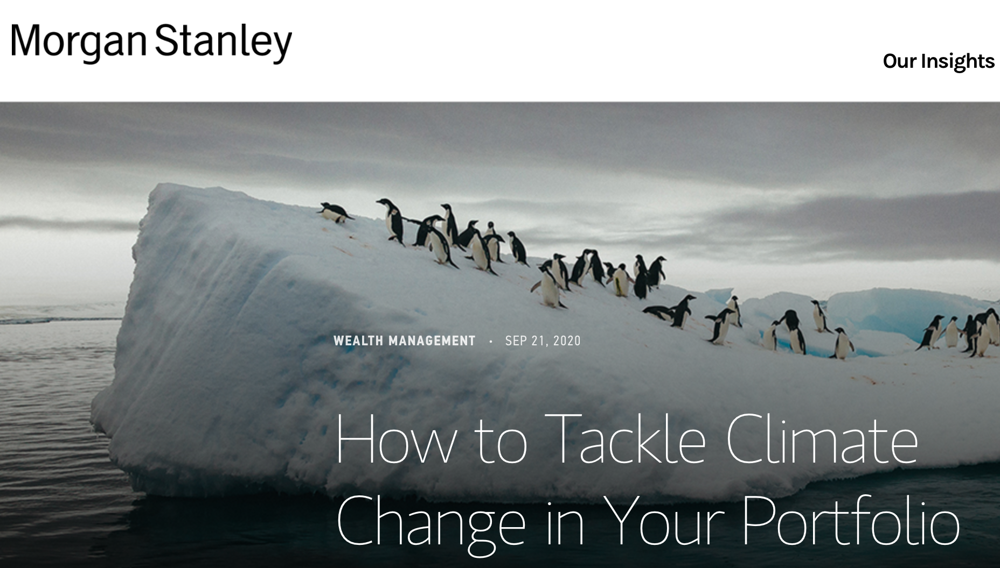 Morgan Stanley
Our Insights
WEALTH MANAGEMENT • SEP 21, 2020
How to Tackle Climate
Change in Your Portfolio